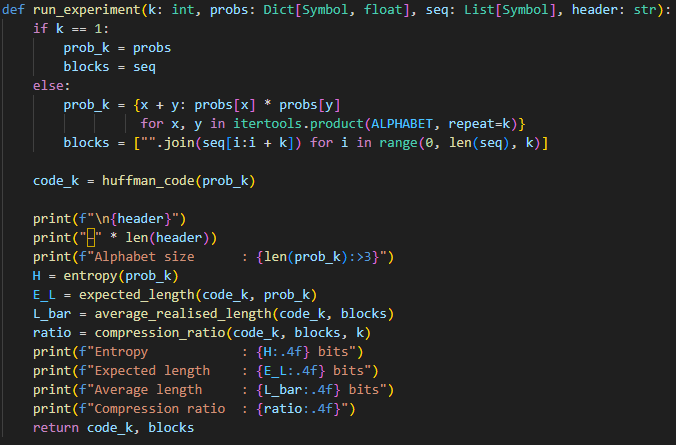 def run_experiment(k: int, probs: Dict[Symbol, float], seq: List[Symbol], header: str):
    if k == 1:
        prob_k = probs
        blocks = seq
    else:
        prob_k = {x + y: probs[x] * probs[y]
                  for x, y in itertools.product(ALPHABET, repeat=k)}
        blocks = ["".join(seq[i:i + k]) for i in range(0, len(seq), k)]

    code_k = huffman_code(prob_k)

    print(f"\n{header}")
    print("‑" * len(header))
    print(f"Alphabet size      : {len(prob_k):>3}")
    H = entropy(prob_k)
    E_L = expected_length(code_k, prob_k)
    L_bar = average_realised_length(code_k, blocks)
    ratio = compression_ratio(code_k, blocks, k)
    print(f"Entropy            : {H:.4f} bits")
    print(f"Expected length    : {E_L:.4f} bits")
    print(f"Average length     : {L_bar:.4f} bits")
    print(f"Compression ratio  : {ratio:.4f}")
    return code_k, blocks